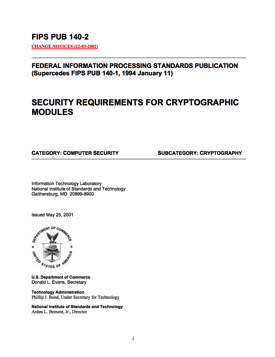 FIPS PUB 140-2
CHANGE NOTICES (12-03-2002)
FEDERAL INFORMATION PROCESSING STANDARDS PUBLICATION
(Supercedes FIPS PUB 140-1, 1994 January 11)
SECURITY REQUIREMENTS FOR CRYPTOGRAPHIC
MODULES
CATEGORY: COMPUTER SECURITY SUBCATEGORY: CRYPTOGRAPHY
Information Technology Laboratory
National Institute of Standards and Technology
Gaithersburg, MD 20899-8900
Issued May 25, 2001
DEPARTMENT OF COMMERCE
UNITED STATES OF AMERICA
U.S. Department of Commerce
Donald L. Evans, Secretary
Technology Administration
Phillip J. Bond, Under Secretary for Technology
National Institute of Standards and Technology
Arden L. Bement, Jr., Director